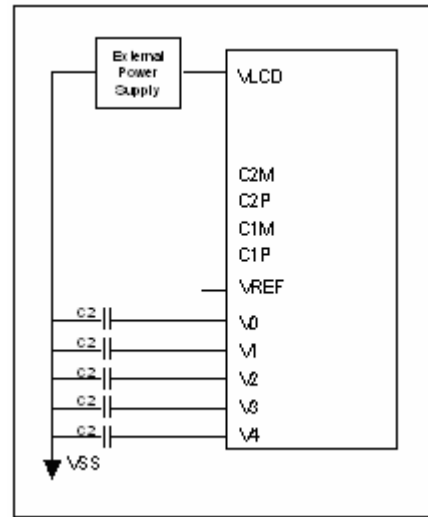 External
Power
Supply
VLCD
C2M
C2P
C1M
C1P
VREF
C2 V0
C2 V1
C2 V2
C2 V3
C2 V4
VSS